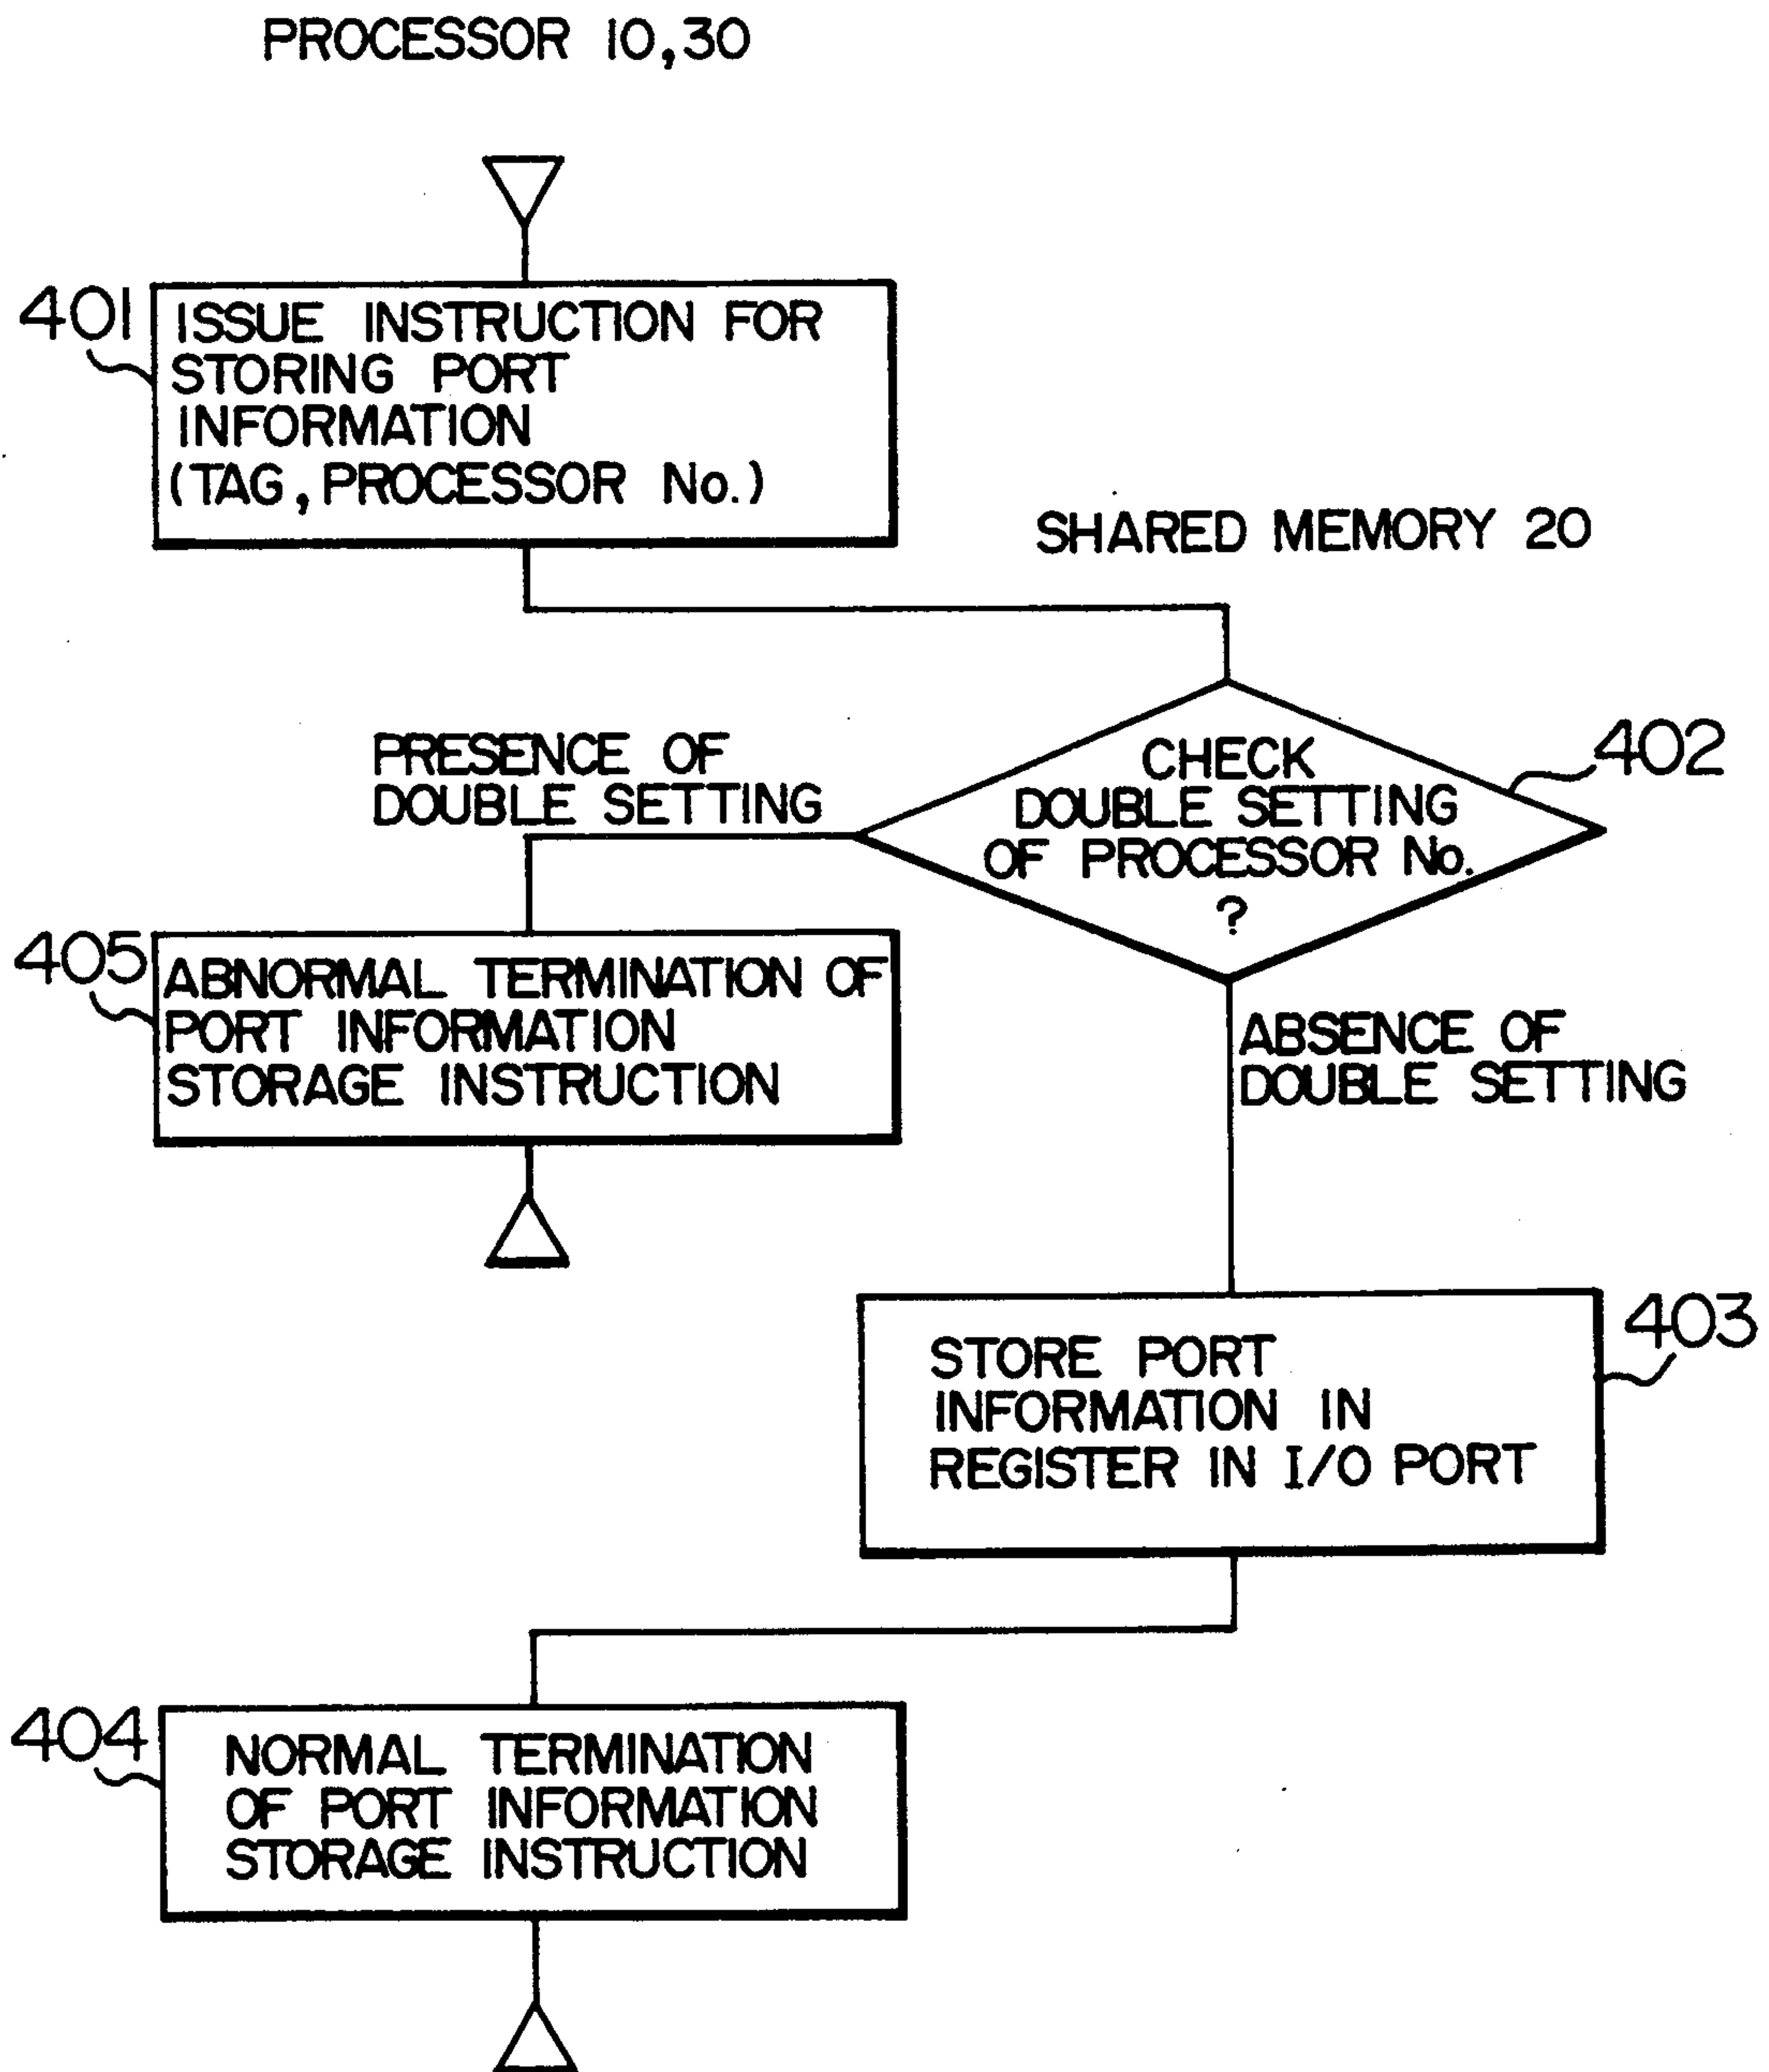 PROCESSOR 10,30
401
ISSUE INSTRUCTION FOR
STORING PORT
INFORMATION
(TAG, PROCESSOR No.)
SHARED MEMORY 20
CHECK
DOUBLE SETTING
OF PROCESSOR No.
?
402
PRESENCE OF
DOUBLE SETTING
405
ABNORMAL TERMINATION OF
PORT INFORMATION
STORAGE INSTRUCTION
ABSENCE OF
DOUBLE SETTING
STORE PORT
INFORMATION IN
REGISTER IN I/O PORT
403
404
NORMAL TERMINATION
OF PORT INFORMATION
STORAGE INSTRUCTION